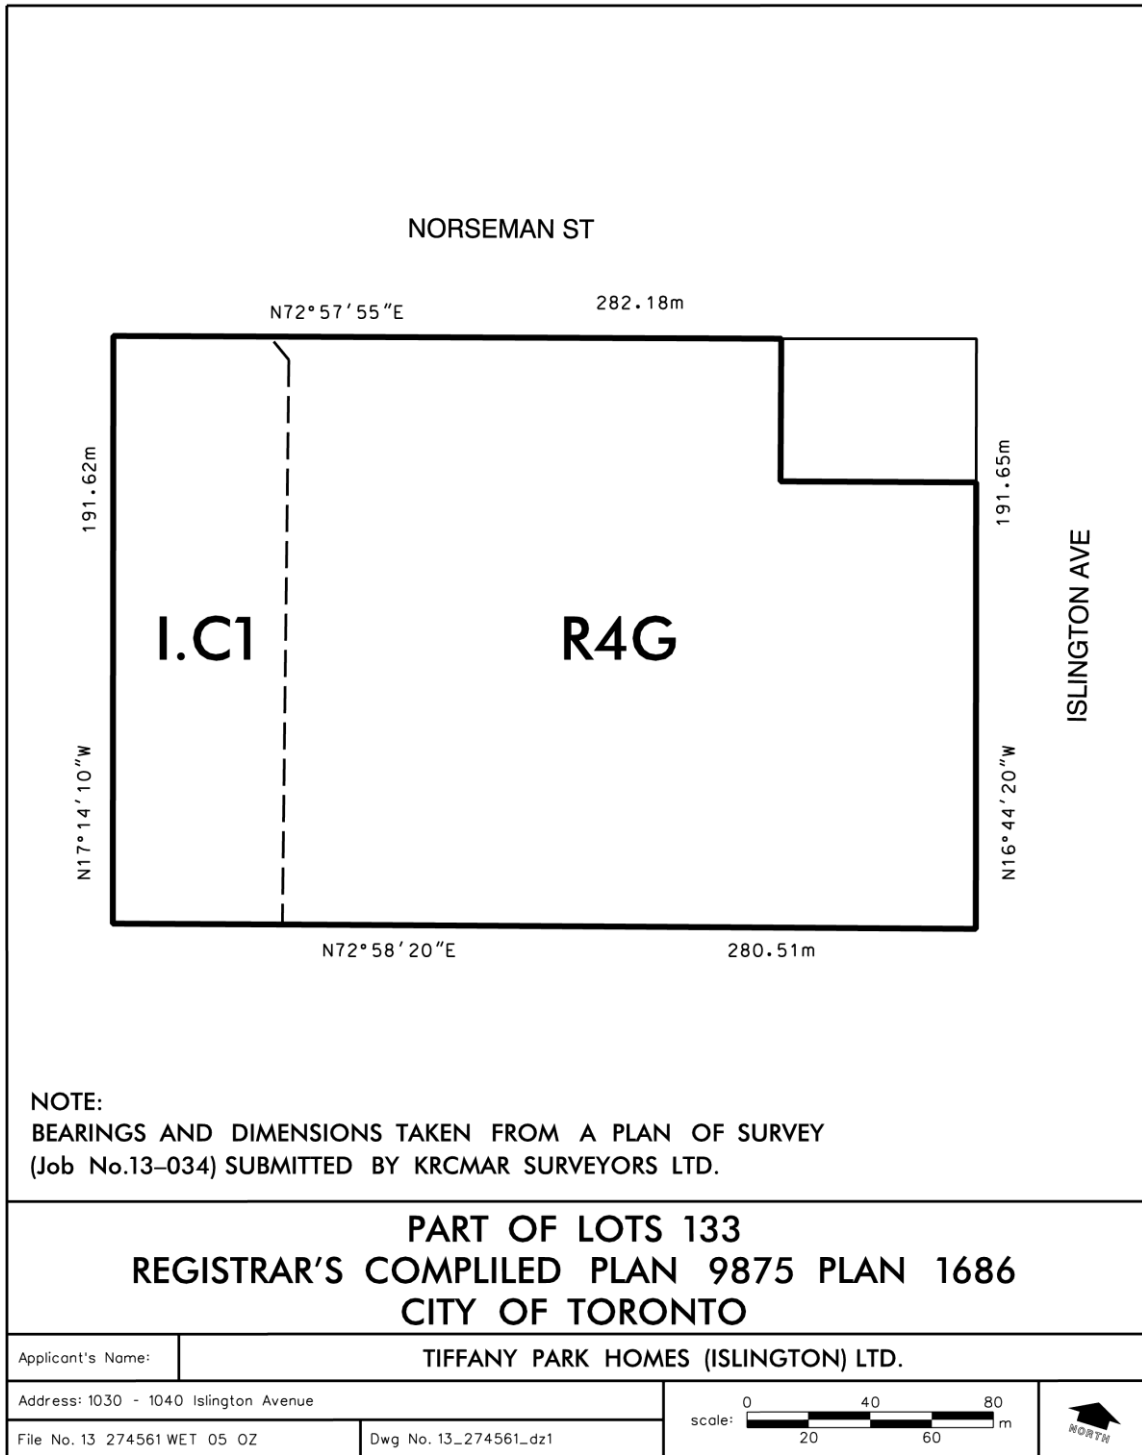 NORSEMAN ST
N72°57'55"E
282.18m
191.62m
191.65m
ISLINGTON AVE
I.C1
R4G
N17°14'10"W
N16°44'20"W
N72°58'20"E
280.51m
NOTE:
BEARINGS AND DIMENSIONS TAKEN FROM A PLAN OF SURVEY
(Job No.13–034) SUBMITTED BY KRCMAR SURVEYORS LTD.
PART OF LOTS 133
REGISTRAR'S COMPLILED PLAN 9875 PLAN 1686
CITY OF TORONTO
Applicant's Name:
TIFFANY PARK HOMES (ISLINGTON) LTD.
Address: 1030 - 1040 Islington Avenue
File No. 13 274561 WET 05 OZ
Dwg No. 13_274561_dz1
0 40 80
scale: m
20 60
NORTH